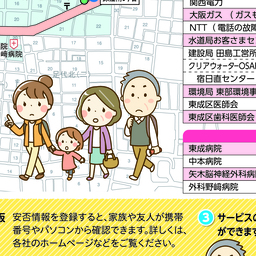 関西電力
大阪ガス（ガスも
NTT（電話の故障
水道局お客さまセ
建設局 田島工営所
クリアウォーターOSAK
宿日直センター
環境局 東部環境事
東成区医師会
東成区歯科医師会
東成病院
中本病院
矢木脳神経外科病
外科野崎病院
院
崎病院
阪
安否情報を登録すると、家族や友人が携帯
番号やパソコンから確認できます。詳しくは、
各社のホームページなどをご覧ください。
3 サービスの
ができます